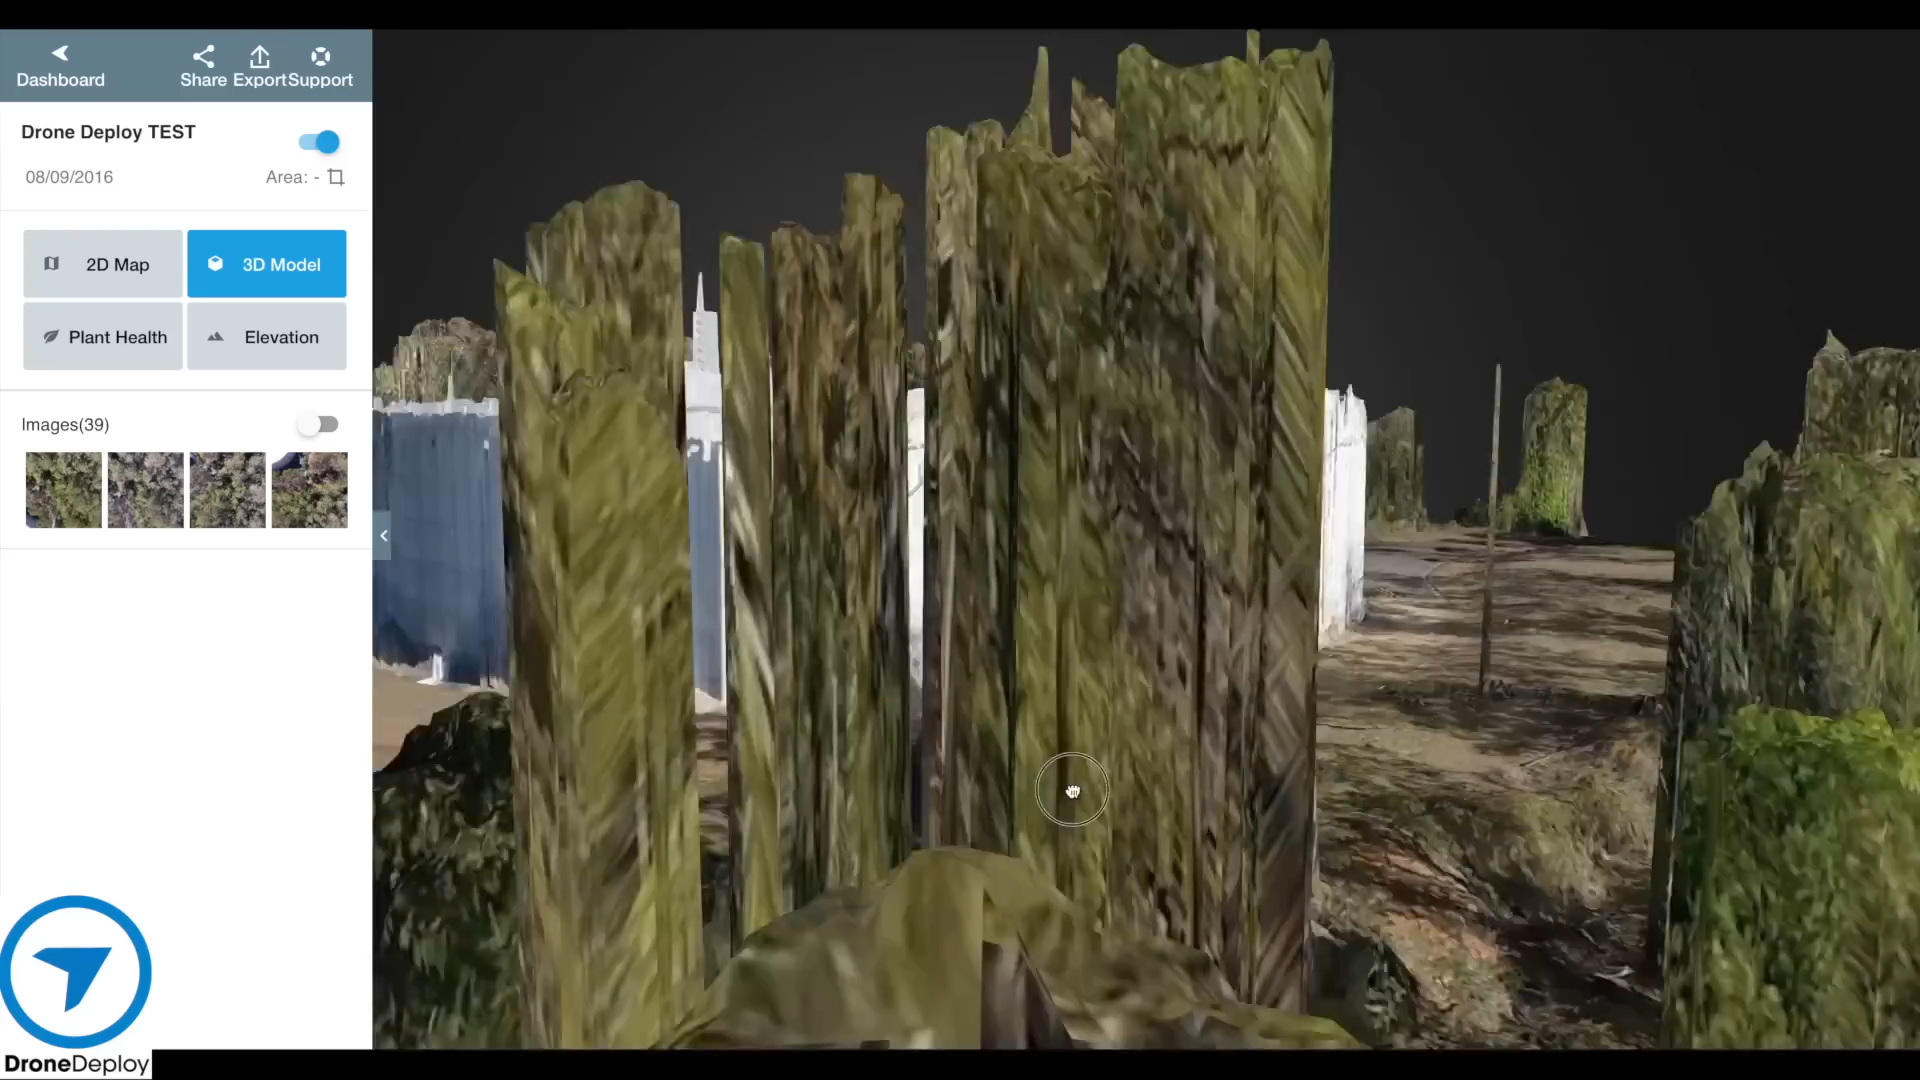 Dashboard
Share Export Support
Drone Deploy TEST
08/09/2016
Area: -
2D Map
3D Model
Plant Health
Elevation
Images(39)
DroneDeploy